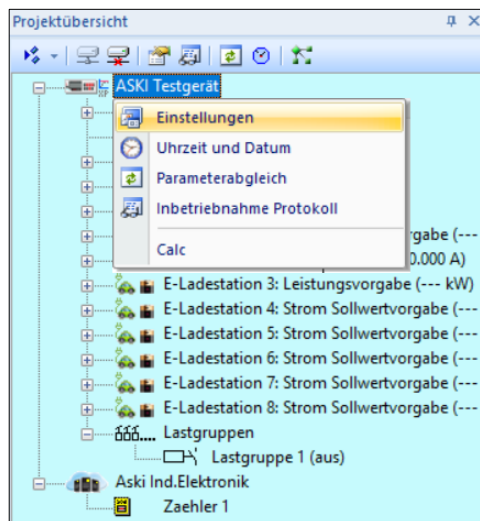 Projektübersicht
ASKI Testgerät
Einstellungen
Uhrzeit und Datum
Parameterabgleich
Inbetriebnahme Protokoll
rgabe (---
0.000 A)
Calc
E-Ladestation 3: Leistungsvorgabe (--- kW)
E-Ladestation 4: Strom Sollwertvorgabe (---
E-Ladestation 5: Strom Sollwertvorgabe (---
E-Ladestation 6: Strom Sollwertvorgabe (---
E-Ladestation 7: Strom Sollwertvorgabe (---
E-Ladestation 8: Strom Sollwertvorgabe (---
Lastgruppen
Lastgruppe 1 (aus)
Aski Ind.Elektronik
Zaehler 1